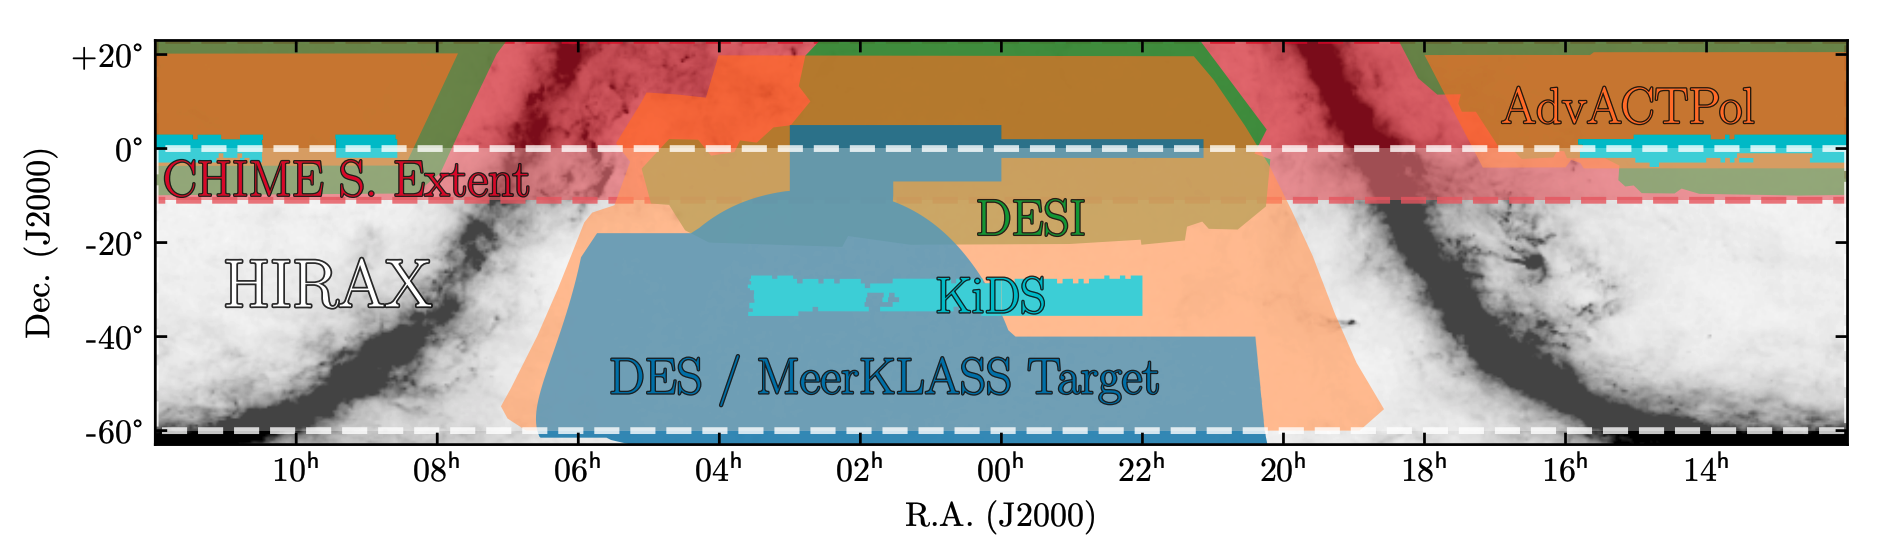 +20°
0°
-20°
-40°
-60°
Dec. (J2000)
AdvACTPol
CHIME S. Extent
DESI
HIRAX
KiDS
DES / MeerKLASS Target
10ʰ 08ʰ 06ʰ 04ʰ 02ʰ 00ʰ 22ʰ 20ʰ 18ʰ 16ʰ 14ʰ
R.A. (J2000)